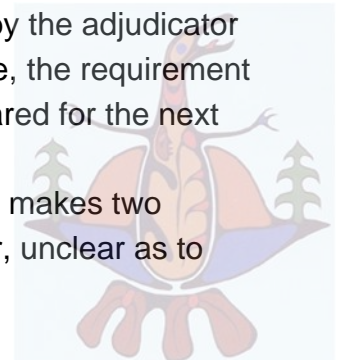 by the adjudicator
e, the requirement
ared for the next
makes two
r, unclear as to